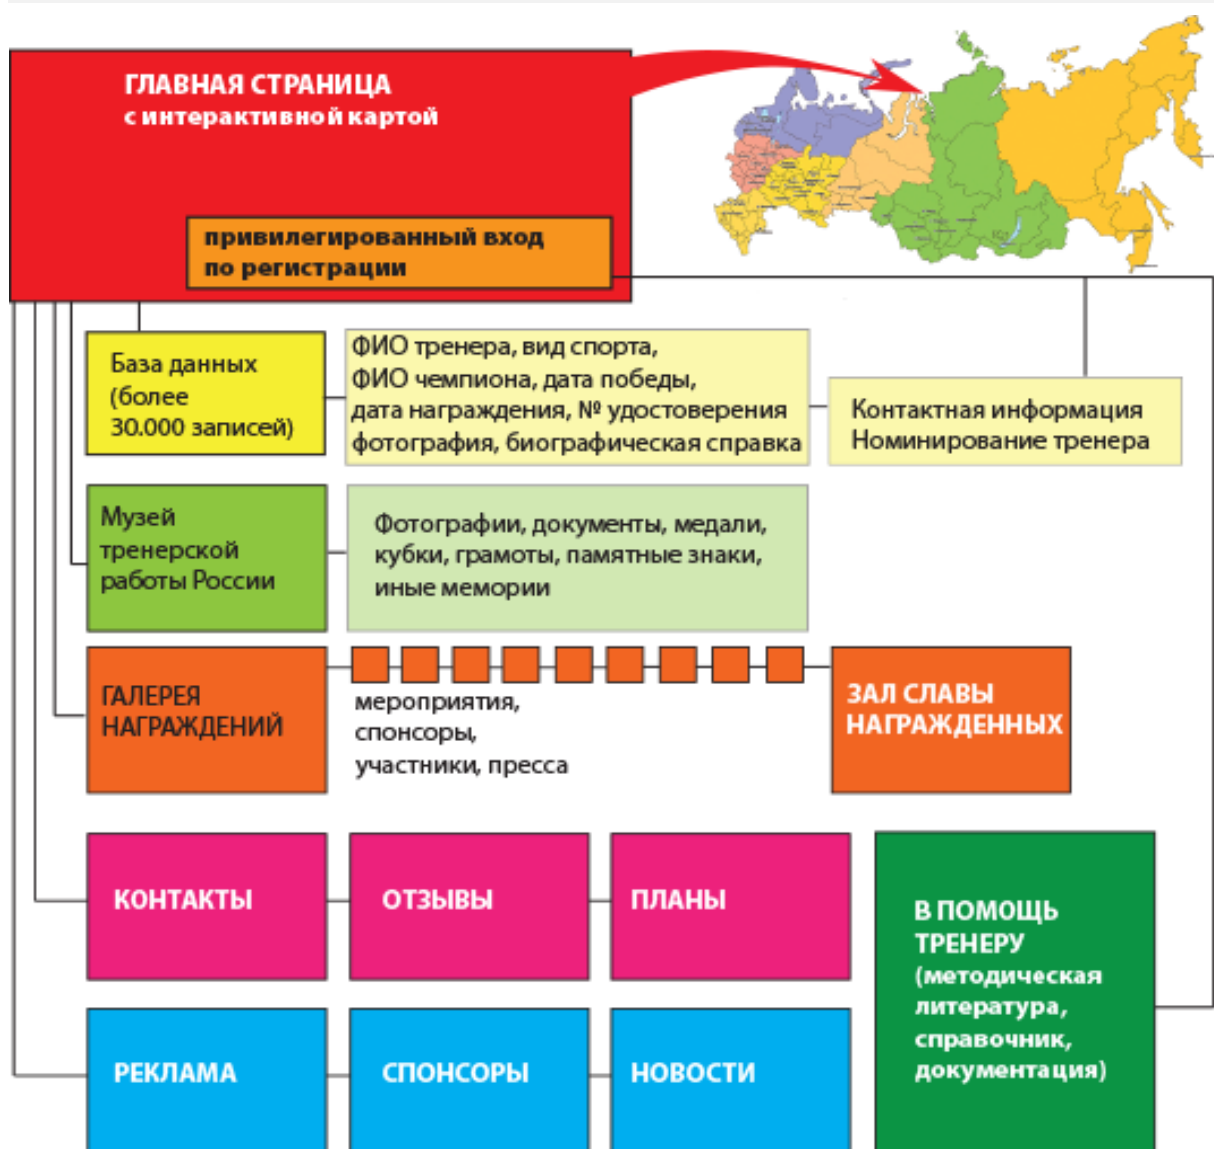 ГЛАВНАЯ СТРАНИЦА
с интерактивной картой
привилегированный вход
по регистрации
База данных
(более
30.000 записей)
ФИО тренера, вид спорта,
ФИО чемпиона, дата победы,
дата награждения, № удостоверения
фотография, биографическая справка
Контактная информация
Номинирование тренера
Музей
тренерской
работы России
Фотографии, документы, медали,
кубки, грамоты, памятные знаки,
иные мемории
ГАЛЕРЕЯ
НАГРАЖДЕНИЙ
мероприятия,
спонсоры,
участники, пресса
ЗАЛ СЛАВЫ
НАГРАЖДЕННЫХ
КОНТАКТЫ
ОТЗЫВЫ
ПЛАНЫ
В ПОМОЩЬ
ТРЕНЕРУ
(методическая
литература,
справочник,
документация)
РЕКЛАМА
СПОНСОРЫ
НОВОСТИ